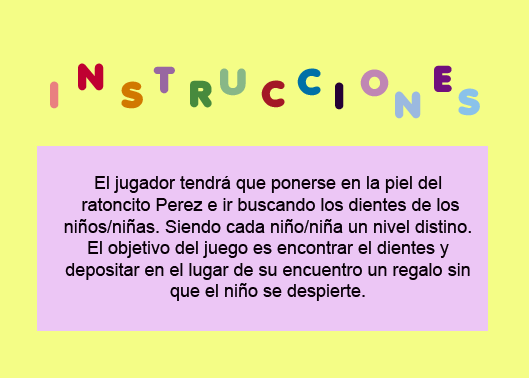 INSTRUCCIONES
El jugador tendrá que ponerse en la piel del
ratoncito Perez e ir buscando los dientes de los
niños/niñas. Siendo cada niño/niña un nivel distino.
El objetivo del juego es encontrar el dientes y
depositar en el lugar de su encuentro un regalo sin
que el niño se despierte.